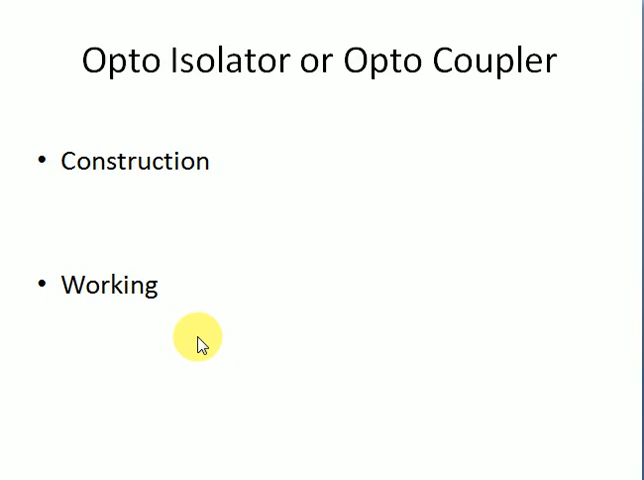 Opto Isolator or Opto Coupler
• Construction
• Working